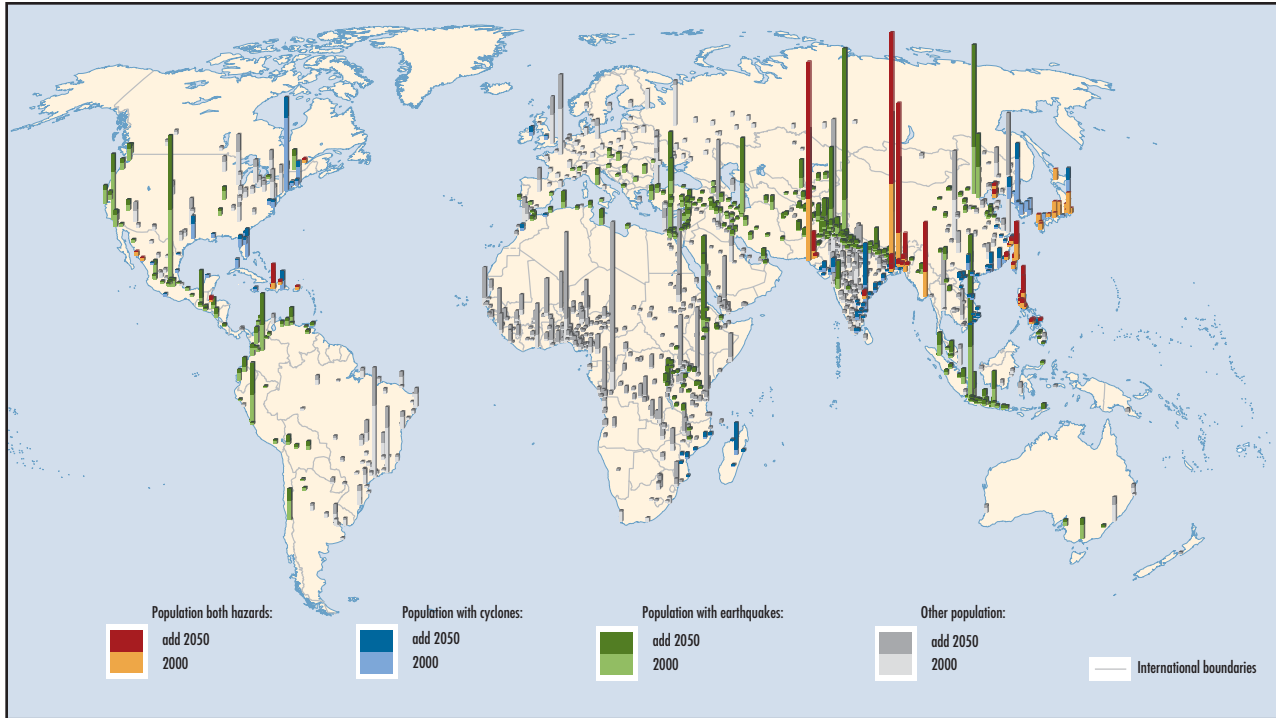 Population both hazards:
add 2050
2000
Population with cyclones:
add 2050
2000
Population with earthquakes:
add 2050
2000
Other population:
add 2050
2000
International boundaries